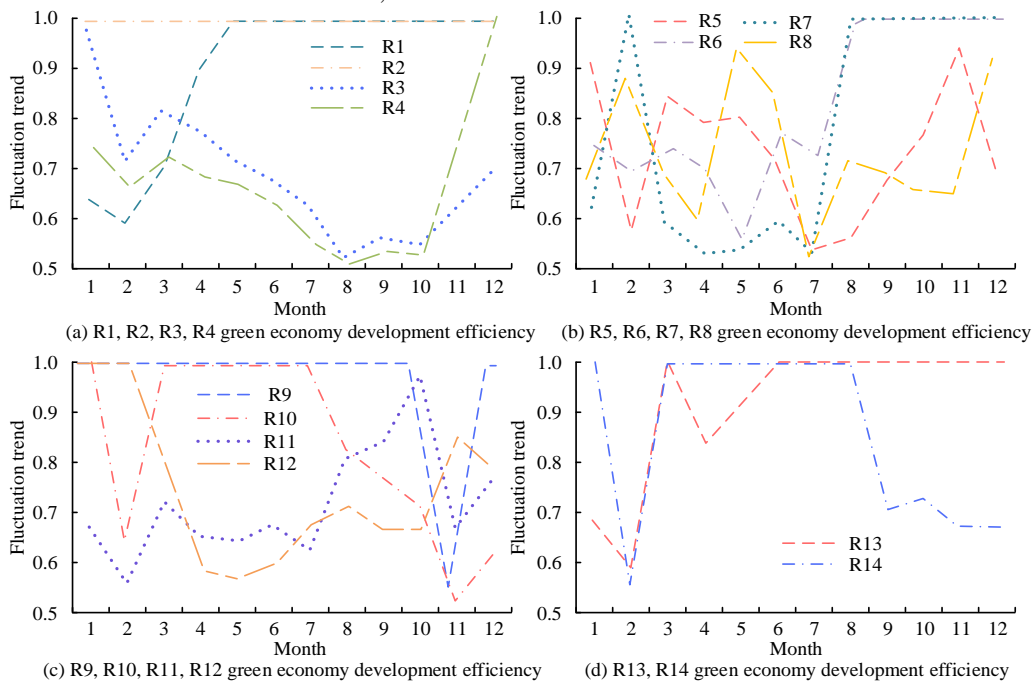 1.0
0.9
0.8
0.7
0.6
0.5
Fluctuation trend
R1
R2
R3
R4
1 2 3 4 5 6 7 8 9 10 11 12
Month
(a) R1, R2, R3, R4 green economy development efficiency
1.0
0.9
0.8
0.7
0.6
0.5
Fluctuation trend
R5 R7
R6 R8
1 2 3 4 5 6 7 8 9 10 11 12
Month
(b) R5, R6, R7, R8 green economy development efficiency
1.0
0.9
0.8
0.7
0.6
0.5
Fluctuation trend
R9
R10
R11
R12
1 2 3 4 5 6 7 8 9 10 11 12
Month
(c) R9, R10, R11, R12 green economy development efficiency
1.0
0.9
0.8
0.7
0.6
0.5
Fluctuation trend
R13
R14
1 2 3 4 5 6 7 8 9 10 11 12
Month
(d) R13, R14 green economy development efficiency